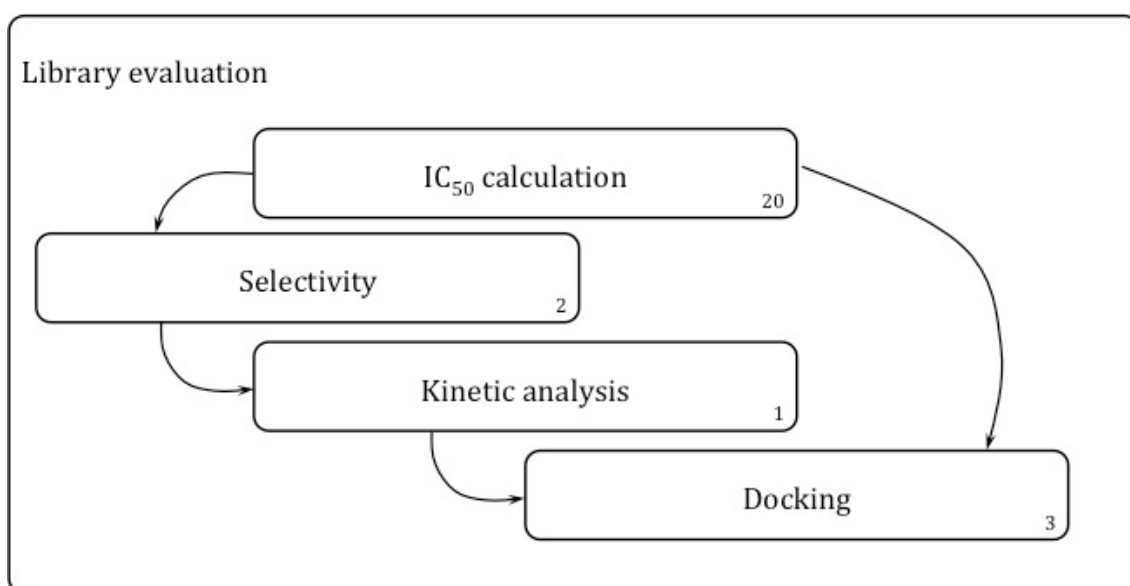 Library evaluation
IC50 calculation
20
Selectivity
2
Kinetic analysis
1
Docking
3